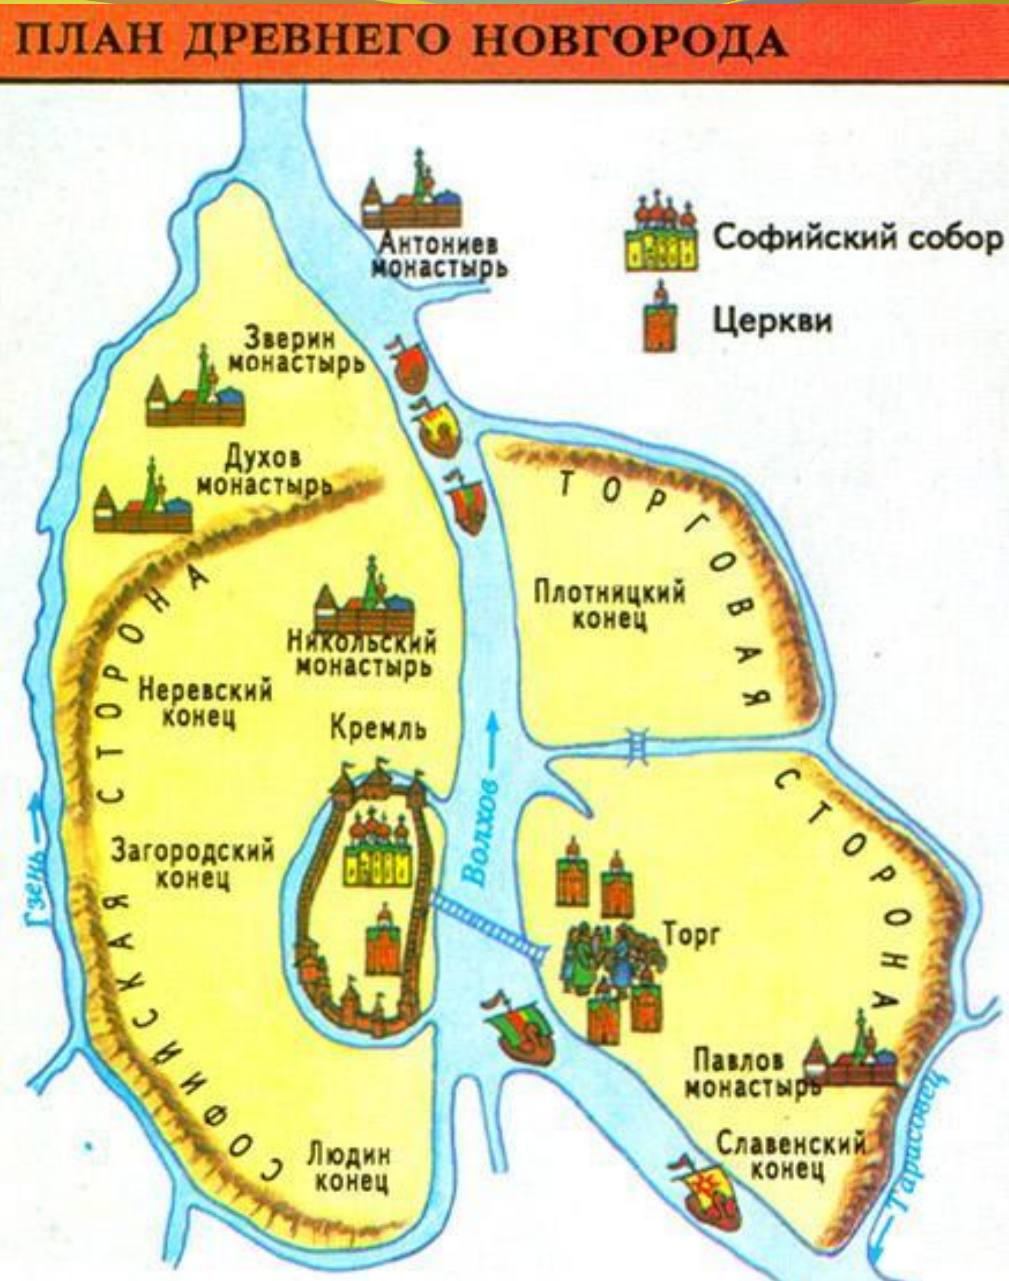 ПЛАН ДРЕВНЕГО НОВГОРОДА
Антониев
монастырь
Софийский собор
Церкви
Зверин
монастырь
Духов
монастырь
ТОРГОВАЯ
СТОРОНА
Плотницкий
конец
Никольский
монастырь
СОФИЙСКАЯ СТОРОНА
Неревский
конец
Кремль
Волхов
Гзень
Загородский
конец
Торг
Павлов
монастырь
Славенский
конец
Людин
конец
Тарасовец